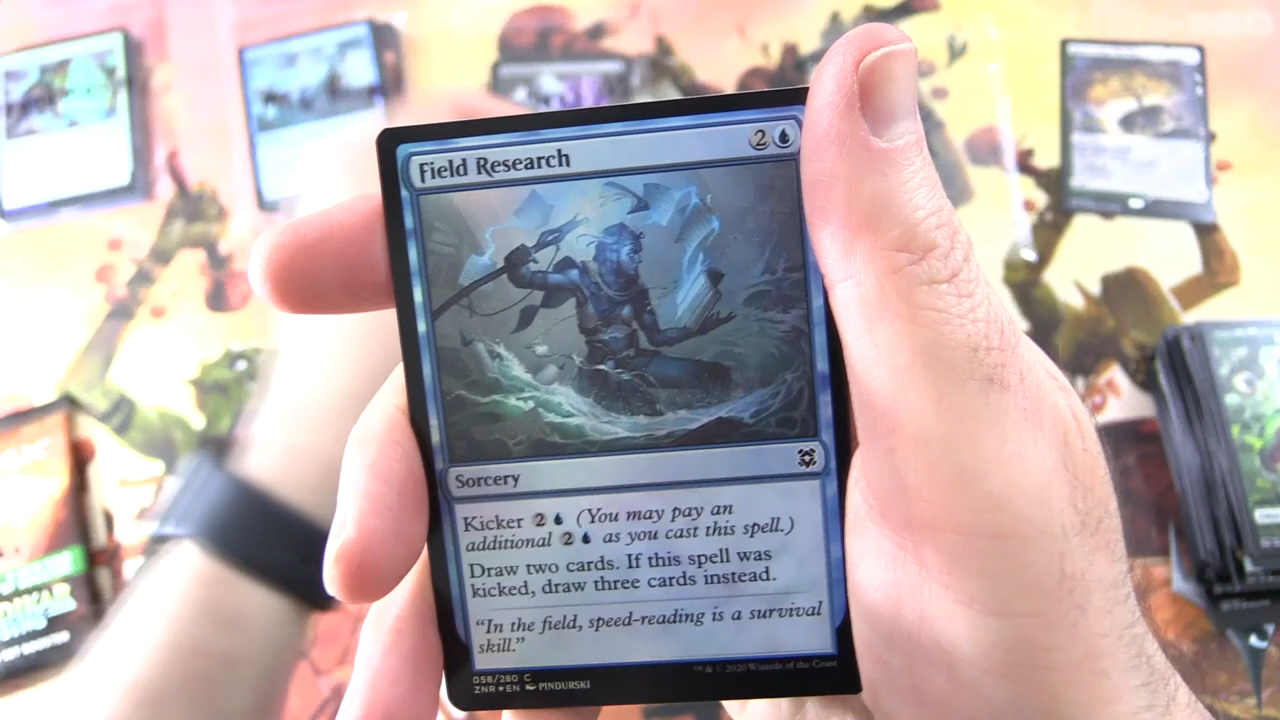 Field Research
2
Sorcery
Kicker 2 (You may pay an
additional 2 as you cast this spell.)
Draw two cards. If this spell was
kicked, draw three cards instead.
“In the field, speed-reading is a survival
skill.”
058/280 C
ZNR★EN PINDURSKI
™ & © 2020 Wizards of the Coast